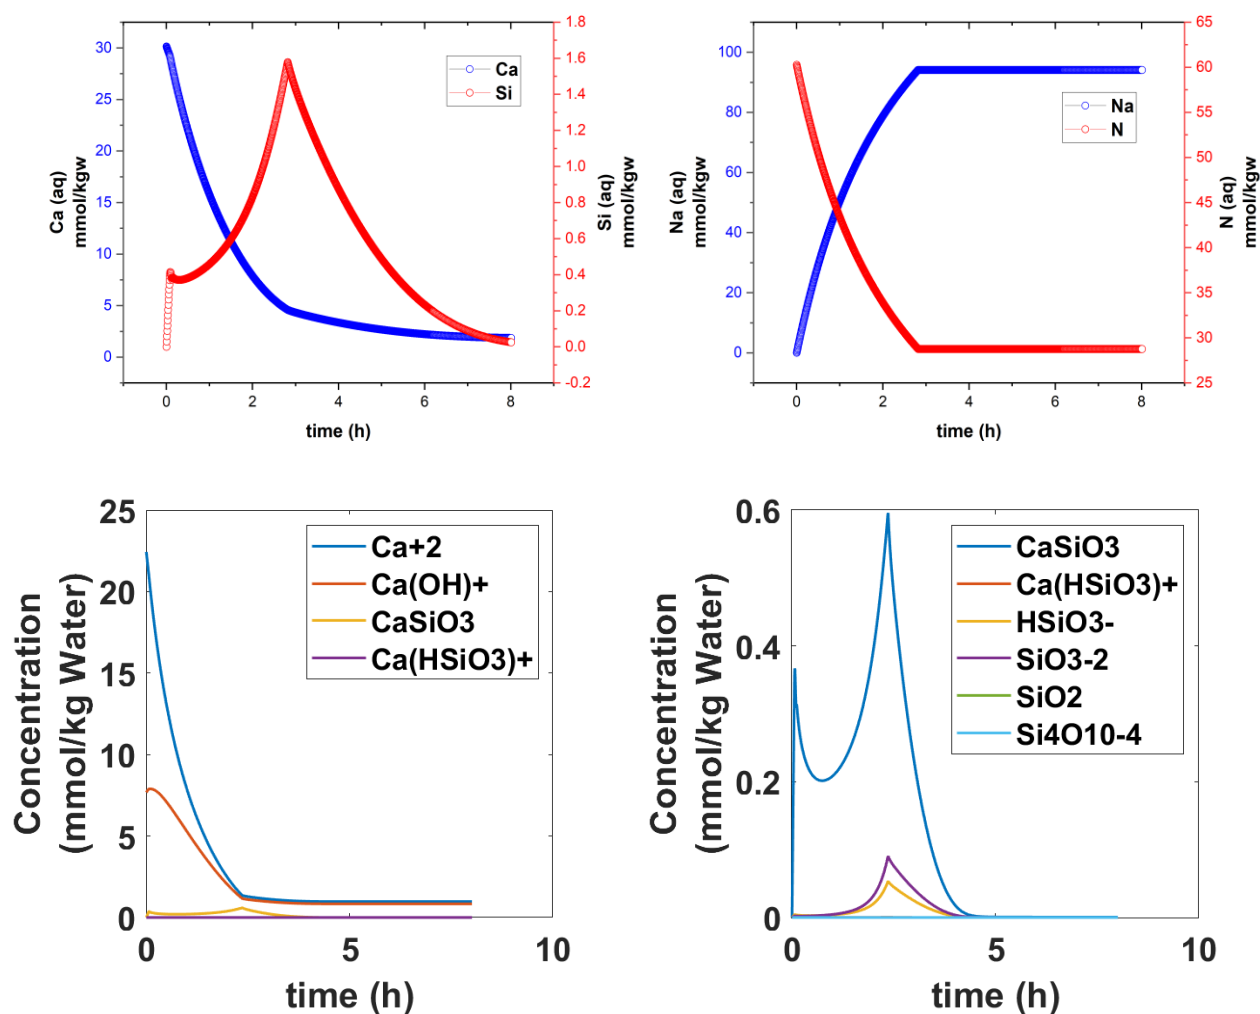 Ca (aq)
mmol/kgw
30
25
20
15
10
5
0
1.8
1.6
1.4
1.2
1.0
0.8
0.6
0.4
0.2
0.0
-0.2
Si (aq)
mmol/kgw
Ca
Si
0 2 4 6 8
time (h)
Na (aq)
mmol/kgw
100
80
60
40
20
0
65
60
55
50
45
40
35
30
25
N (aq)
mmol/kgw
Na
N
0 2 4 6 8
time (h)
Concentration
(mmol/kg Water)
25
20
15
10
5
0
Ca+2
Ca(OH)+
CaSiO3
Ca(HSiO3)+
0 5 10
time (h)
Concentration
(mmol/kg Water)
0.6
0.4
0.2
0
CaSiO3
Ca(HSiO3)+
HSiO3-
SiO3-2
SiO2
Si4O10-4
0 5 10
time (h)